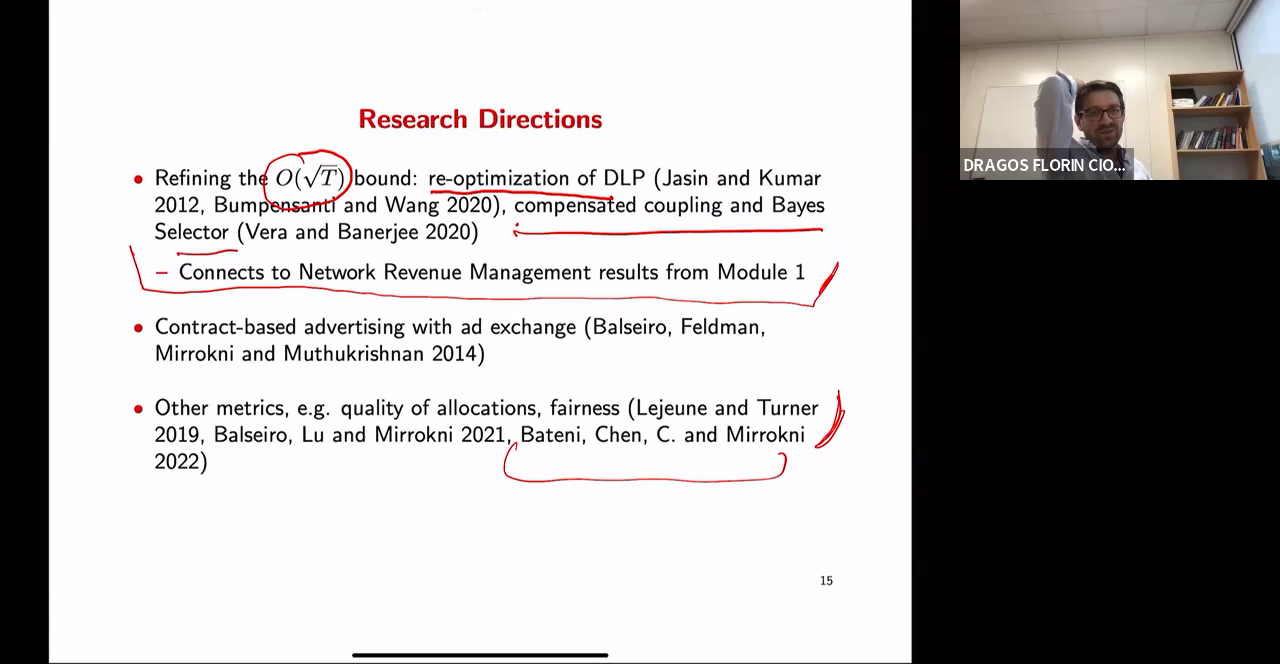 Research Directions
• Refining the O(√T) bound: re-optimization of DLP (Jasin and Kumar
2012, Bumpensanti and Wang 2020), compensated coupling and Bayes
Selector (Vera and Banerjee 2020)
– Connects to Network Revenue Management results from Module 1
• Contract-based advertising with ad exchange (Balseiro, Feldman,
Mirrokni and Muthukrishnan 2014)
• Other metrics, e.g. quality of allocations, fairness (Lejeune and Turner
2019, Balseiro, Lu and Mirrokni 2021, Bateni, Chen, C. and Mirrokni
2022)
15
DRAGOS FLORIN CIO...